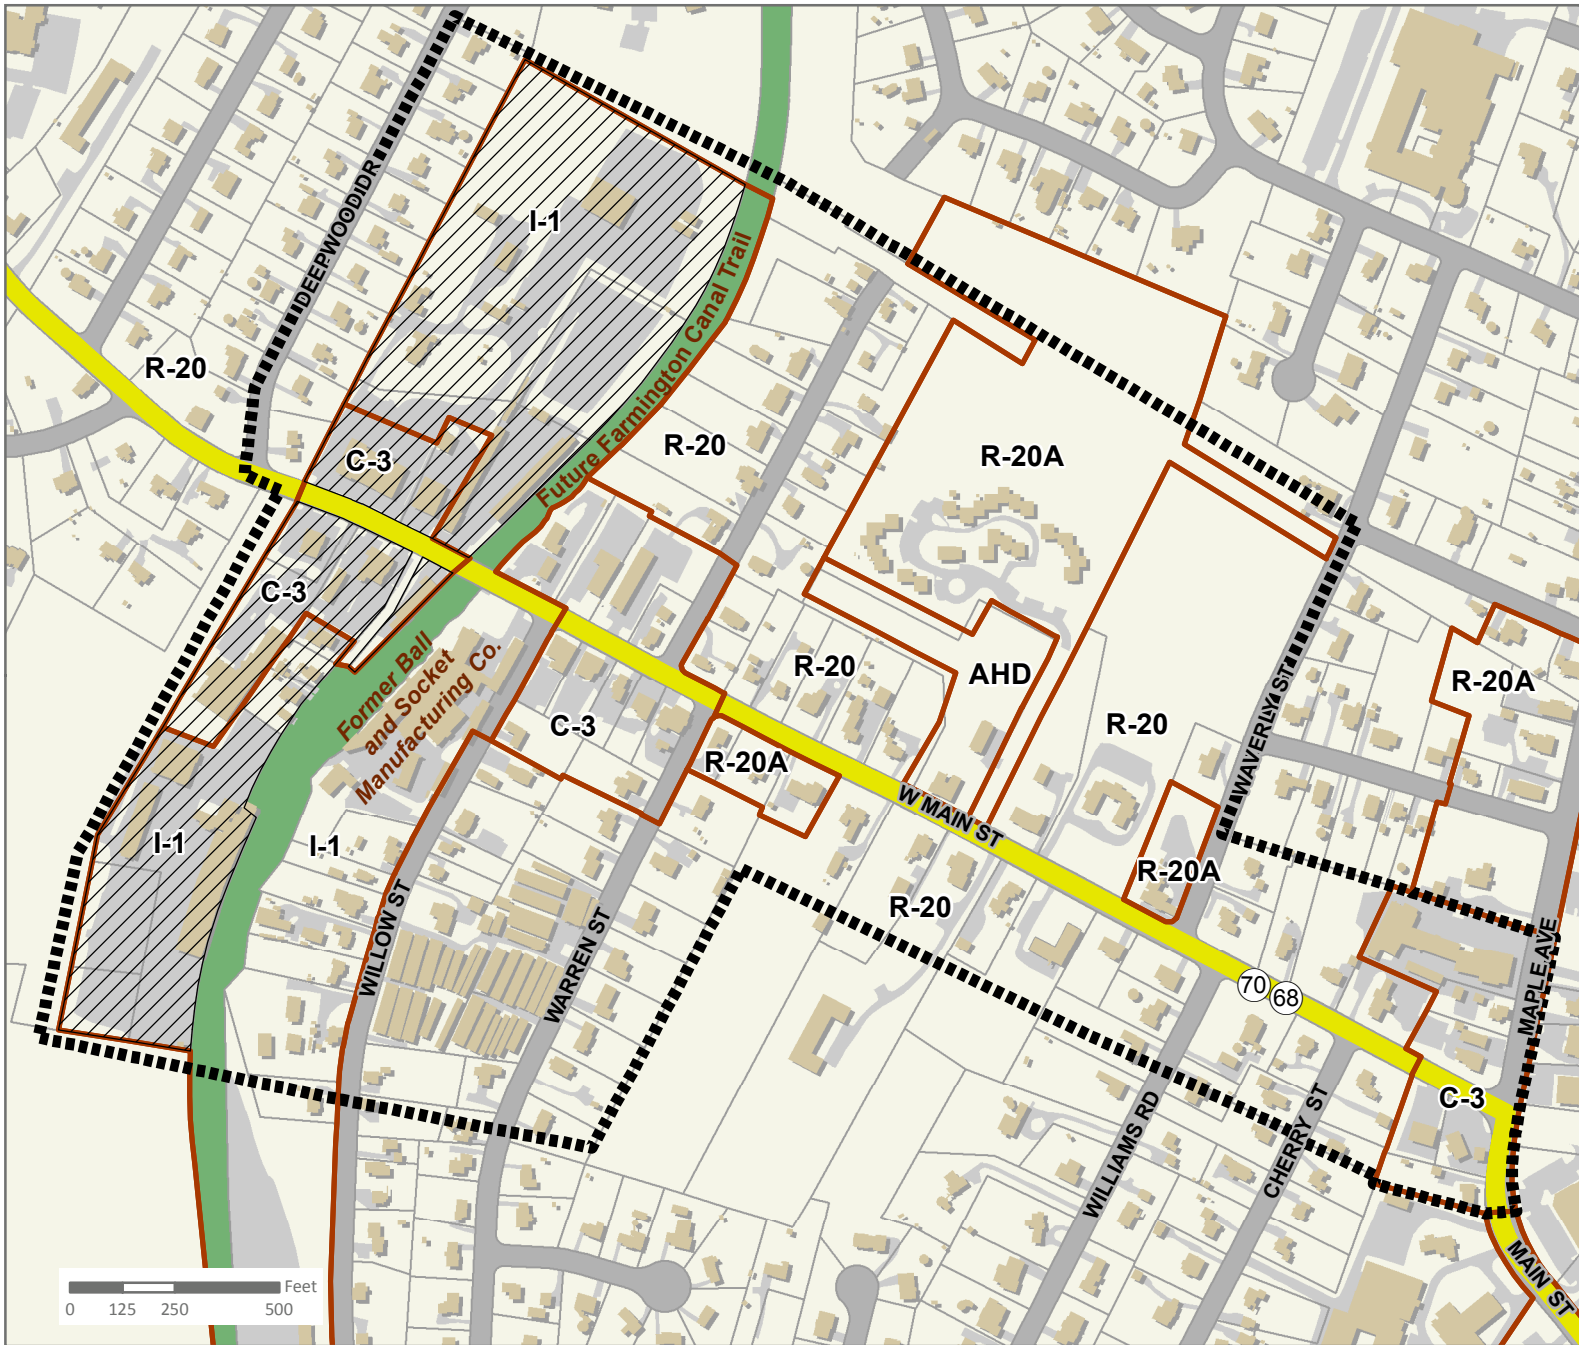 DEEPWOODIDR
I-1
Future Farmington Canal Trail
R-20
C-3
R-20
R-20A
C-3
Former Ball
and Socket
Manufacturing Co.
R-20
AHD
R-20A
WAVERLY ST
C-3
R-20A
R-20
W MAIN ST
I-1
I-1
R-20A
R-20
WILLOW ST
WARREN ST
70
68
MAPLE AVE
C-3
WILLIAMS RD
CHERRY ST
MAIN ST
Feet
0 125 250 500